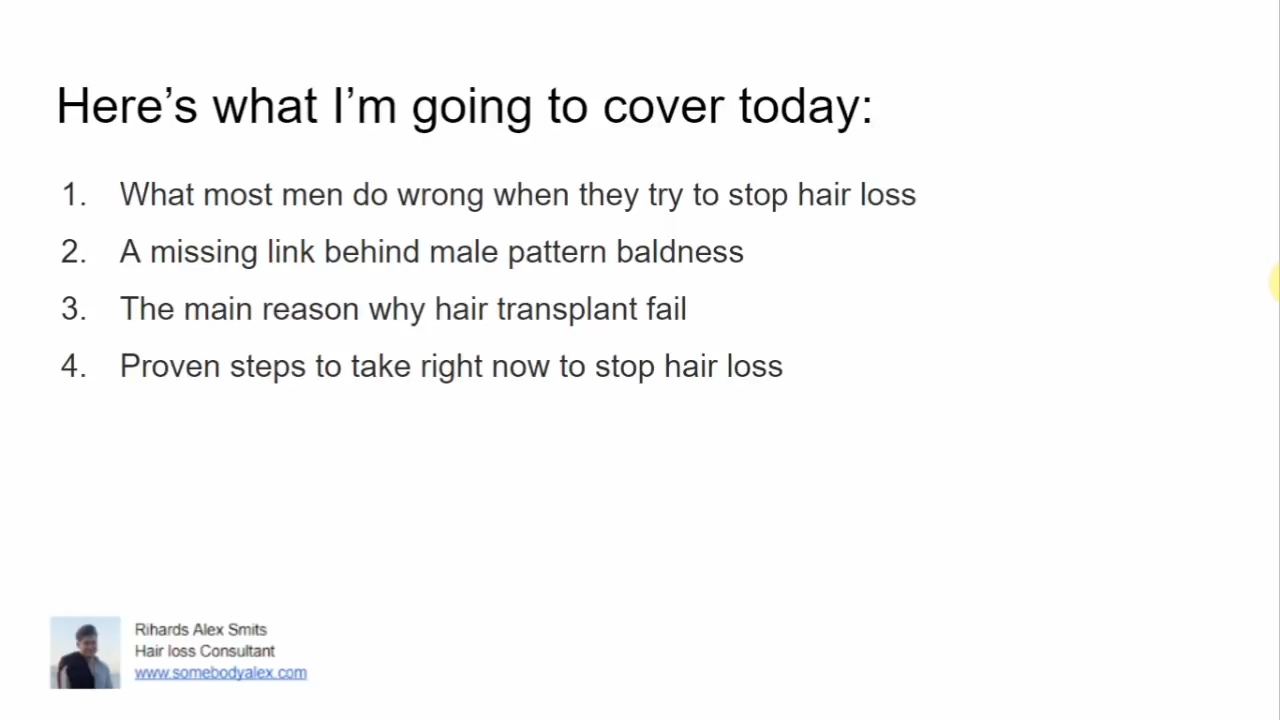 Here’s what I’m going to cover today:
1. What most men do wrong when they try to stop hair loss
2. A missing link behind male pattern baldness
3. The main reason why hair transplant fail
4. Proven steps to take right now to stop hair loss
Rihards Alex Smits
Hair loss Consultant
www.somebodyalex.com